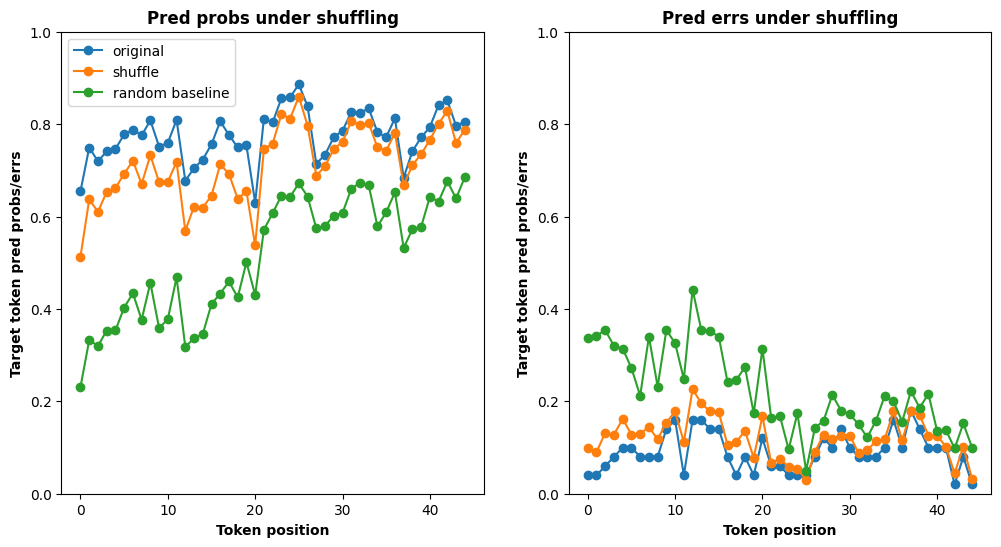 Pred probs under shuffling
Target token pred probs/errs
1.0
0.8
0.6
0.4
0.2
0.0
original
shuffle
random baseline
0
10
20
30
40
Token position
Pred errs under shuffling
Target token pred probs/errs
1.0
0.8
0.6
0.4
0.2
0.0
0
10
20
30
40
Token position